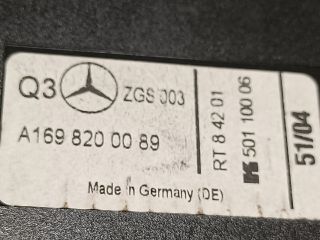 Q3 ZGS 003
A169 820 00 89
Made in Germany (DE)
RT 8 42 01
K 501 100 06
51/04